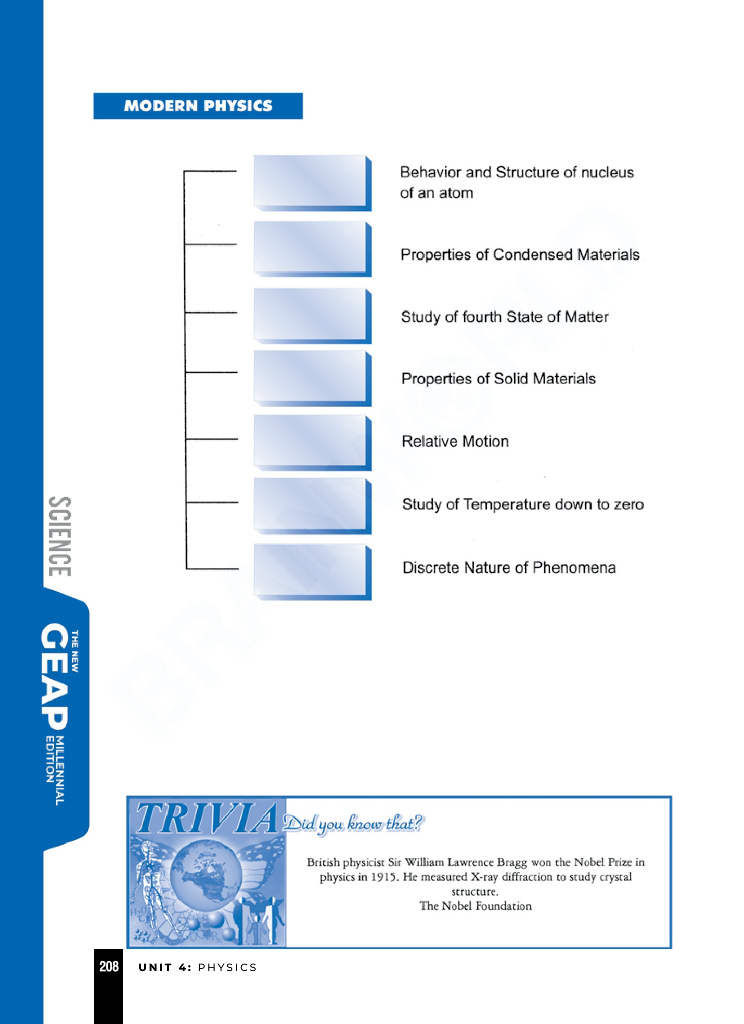 MODERN PHYSICS
Behavior and Structure of nucleus
of an atom
Properties of Condensed Materials
Study of fourth State of Matter
Properties of Solid Materials
Relative Motion
Study of Temperature down to zero
Discrete Nature of Phenomena
SCIENCE
THE NEW
GEAP
MILLENNIAL
EDITION
TRIVIA Did you know that?
British physicist Sir William Lawrence Bragg won the Nobel Prize in
physics in 1915. He measured X-ray diffraction to study crystal
structure.
The Nobel Foundation
208 UNIT 4: PHYSICS